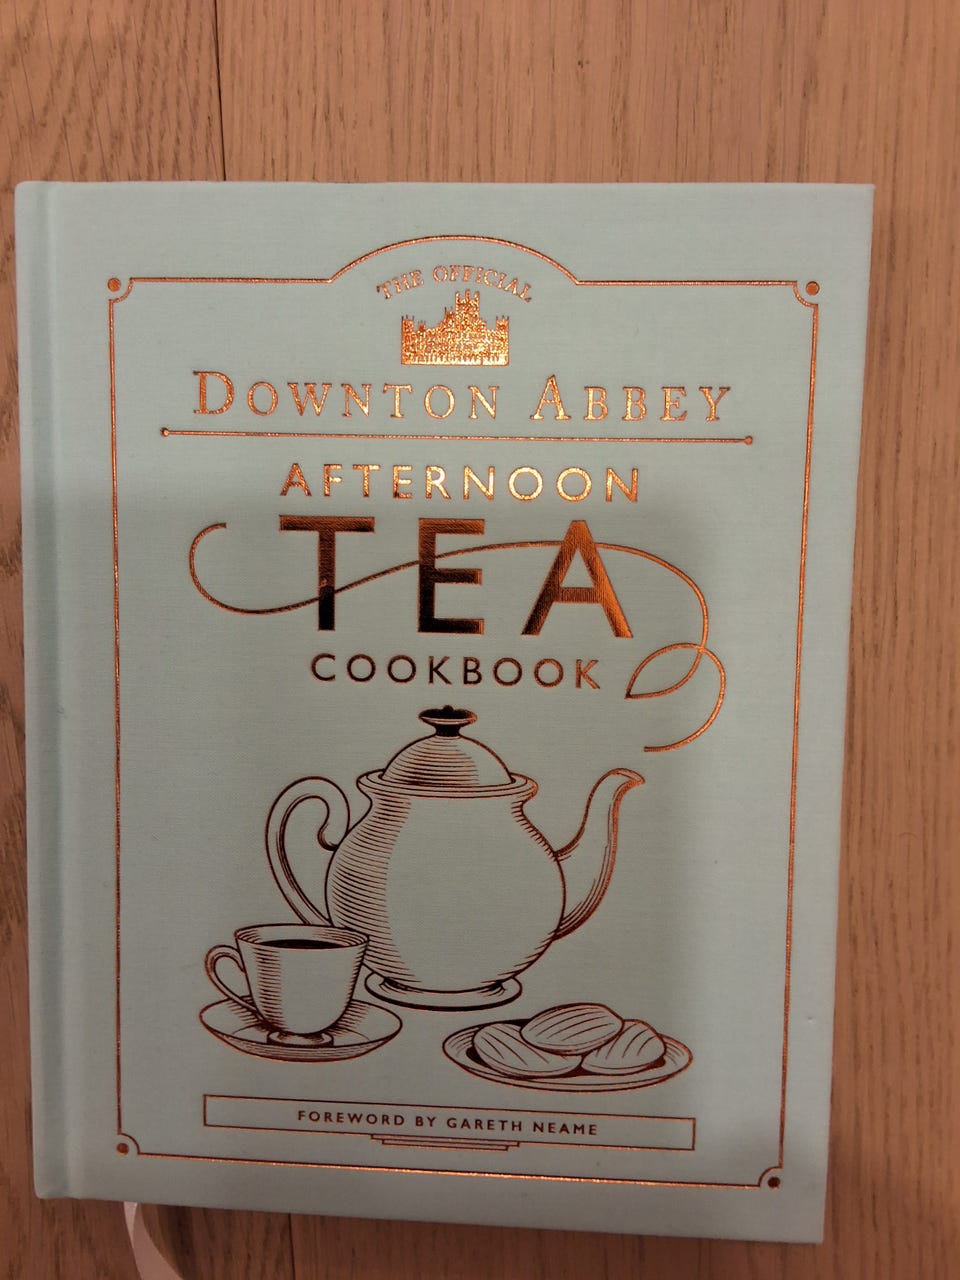 THE OFFICIAL
DOWNTON ABBEY
AFTERNOON
TEA
COOKBOOK
FOREWORD BY GARETH NEAME